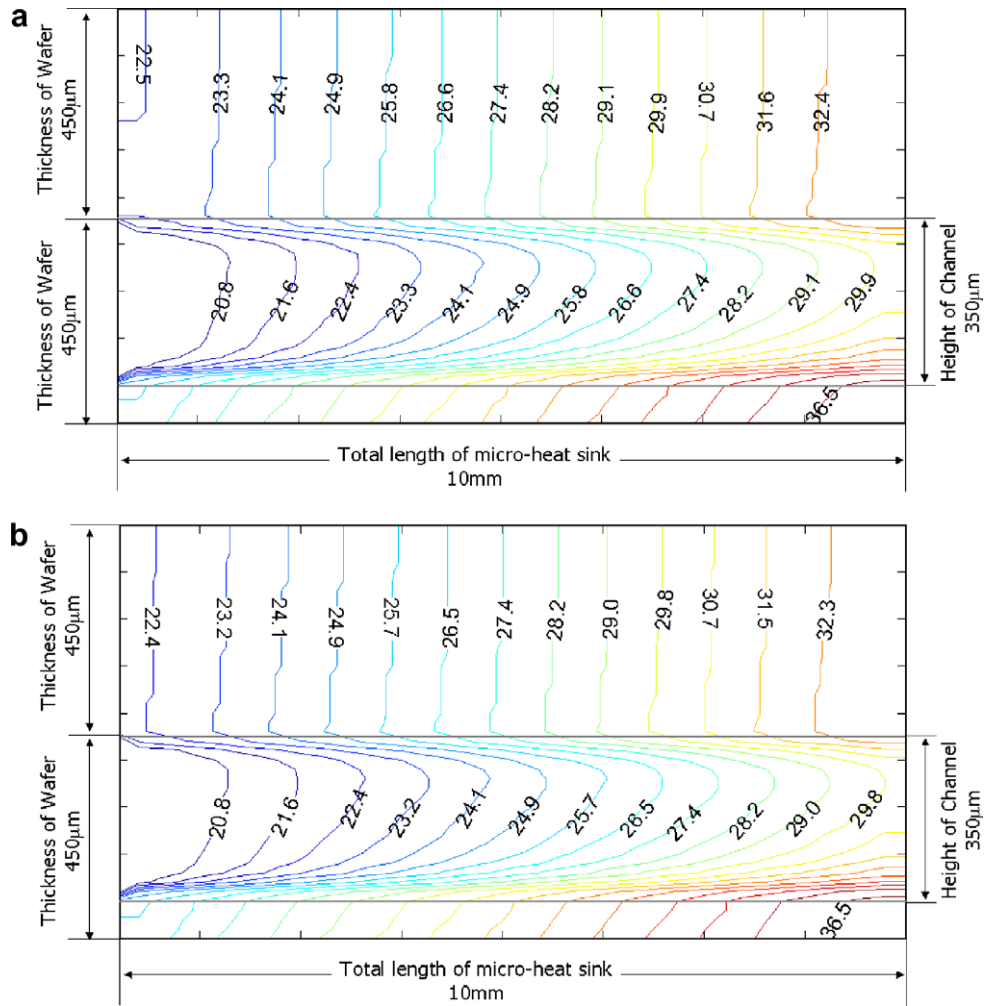 a
Thickness of Wafer
450µm
22.5
23.3
24.1
24.9
25.8
26.6
27.4
28.2
29.1
29.9
30.7
31.6
32.4
Thickness of Wafer
450µm
20.8
21.6
22.4
23.3
24.1
24.9
25.8
26.6
27.4
28.2
29.1
29.9
36.5
Height of Channel
350µm
Total length of micro-heat sink
10mm
b
Thickness of Wafer
450µm
22.4
23.2
24.1
24.9
25.7
26.5
27.4
28.2
29.0
29.8
30.7
31.5
32.3
Thickness of Wafer
450µm
20.8
21.6
22.4
23.2
24.1
24.9
25.7
26.5
27.4
28.2
29.0
29.8
36.5
Height of Channel
350µm
Total length of micro-heat sink
10mm